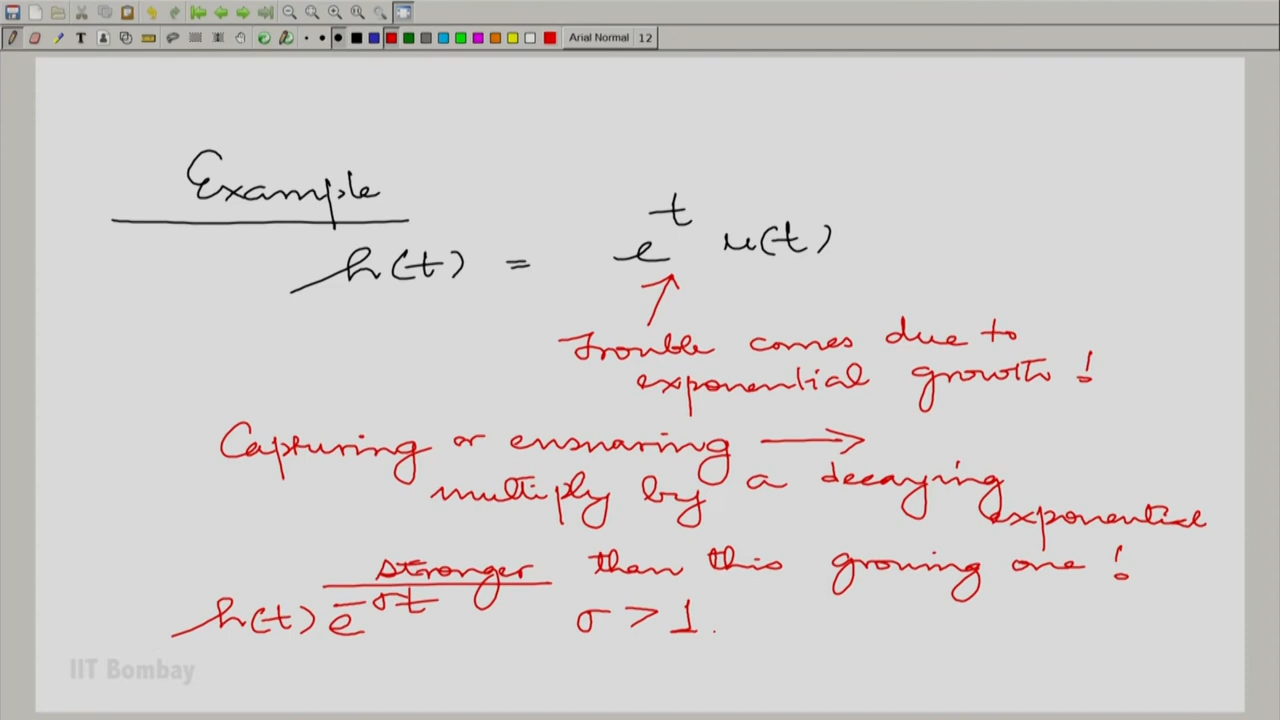 Arial Normal 12
Example
h(t) = e^t u(t)
Trouble comes due to
exponential growth !
Capturing or ensnaring →
multiply by a decaying
exponential
stronger than this growing one !
h(t) e^{-σt} σ > 1.
IIT Bombay